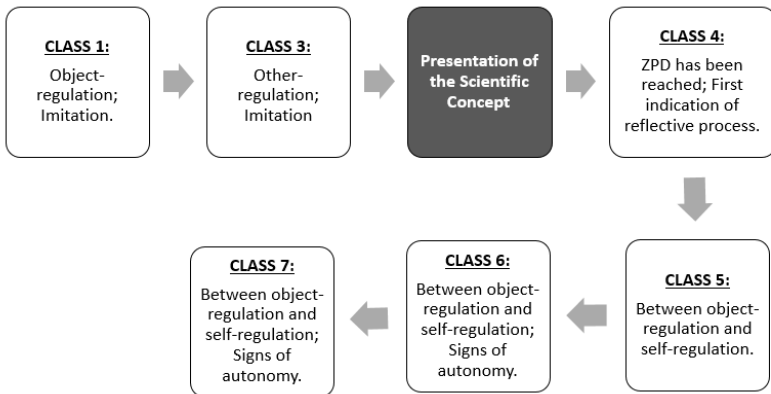 CLASS 1:
Object-
regulation;
Imitation.
CLASS 3:
Other-
regulation;
Imitation
Presentation of
the Scientific
Concept
CLASS 4:
ZPD has been
reached; First
indication of
reflective process.
CLASS 5:
Between object-
regulation and
self-regulation.
CLASS 6:
Between object-
regulation and
self-regulation;
Signs of
autonomy.
CLASS 7:
Between object-
regulation and
self-regulation;
Signs of
autonomy.